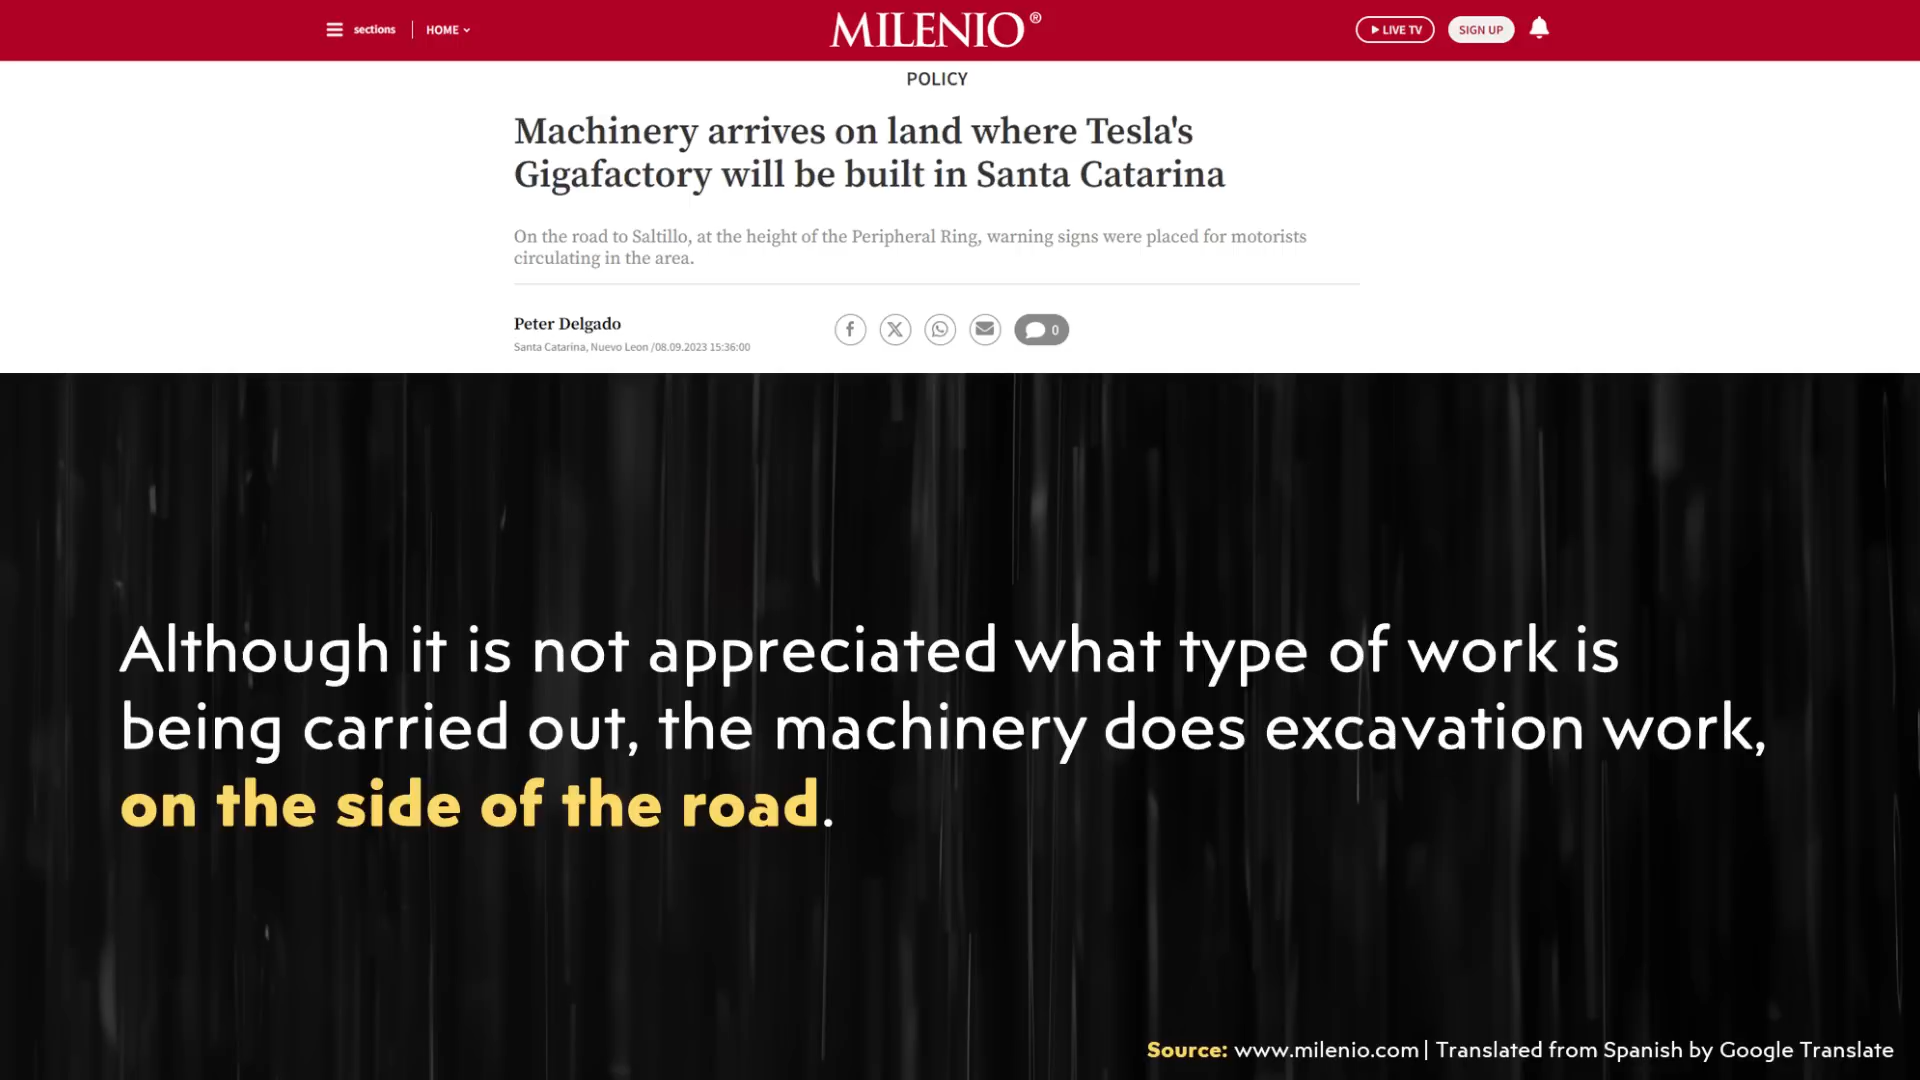 sections
HOME
MILENIO®
LIVE TV
SIGN UP
POLICY
Machinery arrives on land where Tesla's
Gigafactory will be built in Santa Catarina
On the road to Saltillo, at the height of the Peripheral Ring, warning signs were placed for motorists
circulating in the area.
Peter Delgado
Santa Catarina, Nuevo Leon /08.09.2023 15:36:00
0
Although it is not appreciated what type of work is
being carried out, the machinery does excavation work,
on the side of the road.
Source: www.milenio.com | Translated from Spanish by Google Translate